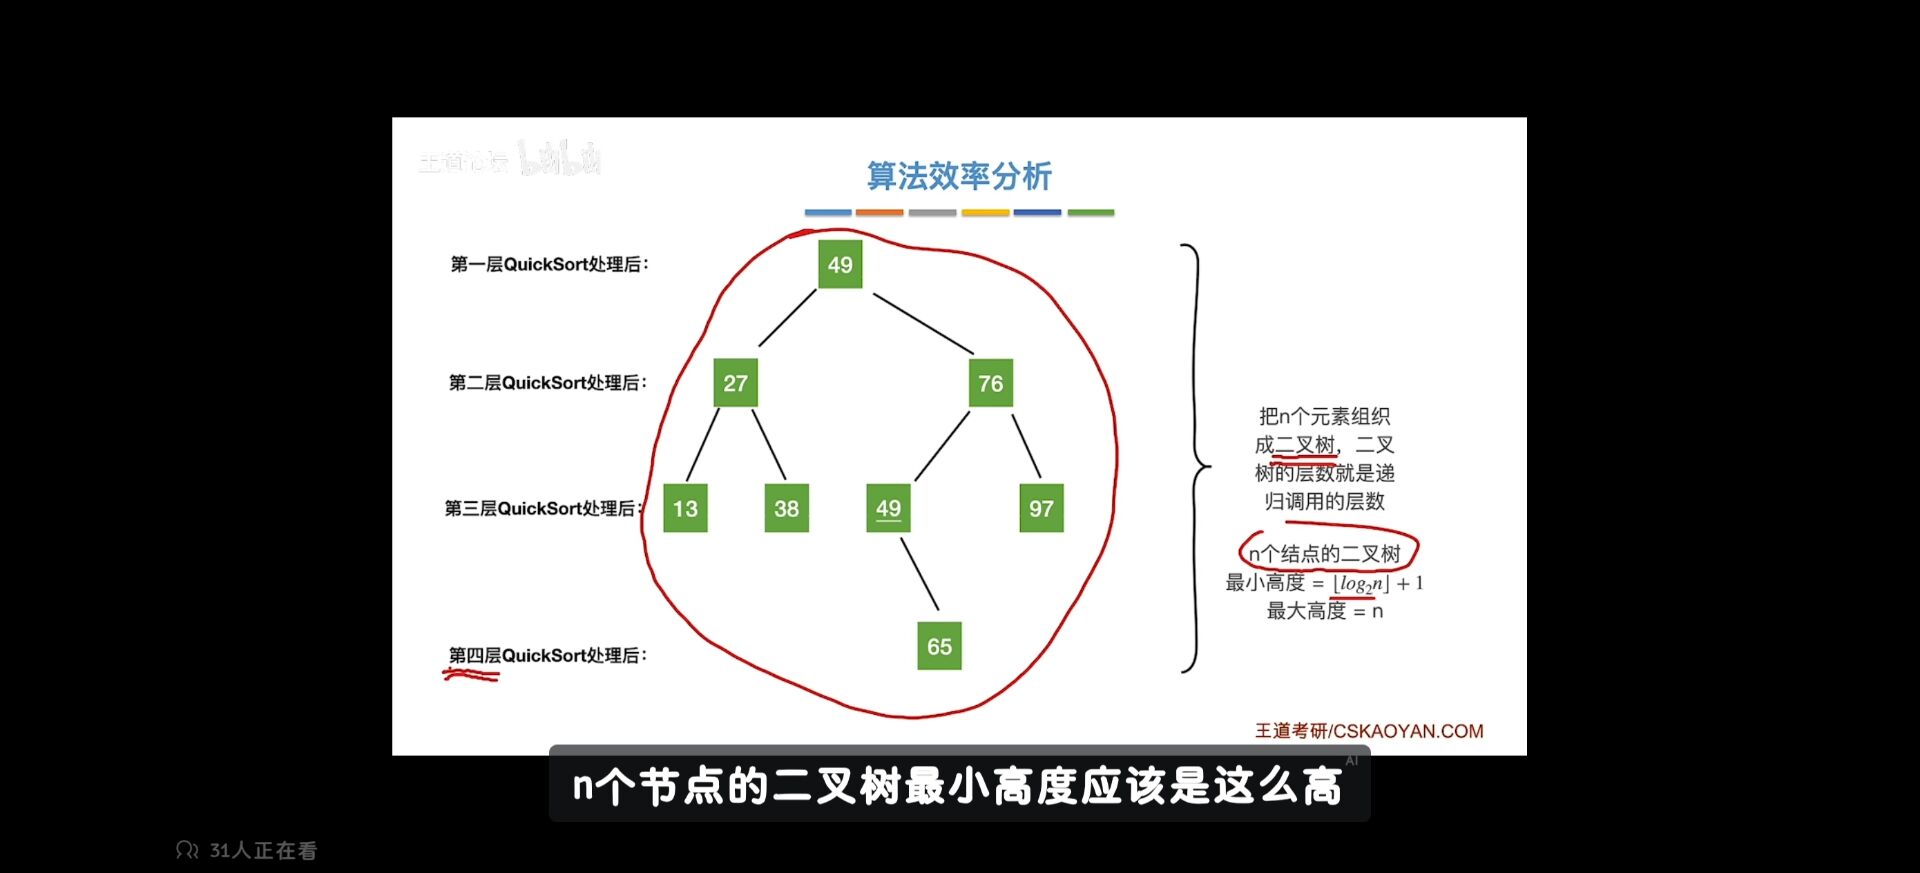 王道论坛 bilibili
算法效率分析
第一层QuickSort处理后：
49
第二层QuickSort处理后：
27
76
第三层QuickSort处理后：
13
38
49
97
第四层QuickSort处理后：
65
把n个元素组织
成二叉树，二叉
树的层数就是递
归调用的层数
n个结点的二叉树
最小高度 = ⌊log₂n⌋ + 1
最大高度 = n
王道考研/CSKAOYAN.COM
AI
n个节点的二叉树最小高度应该是这么高
31人正在看